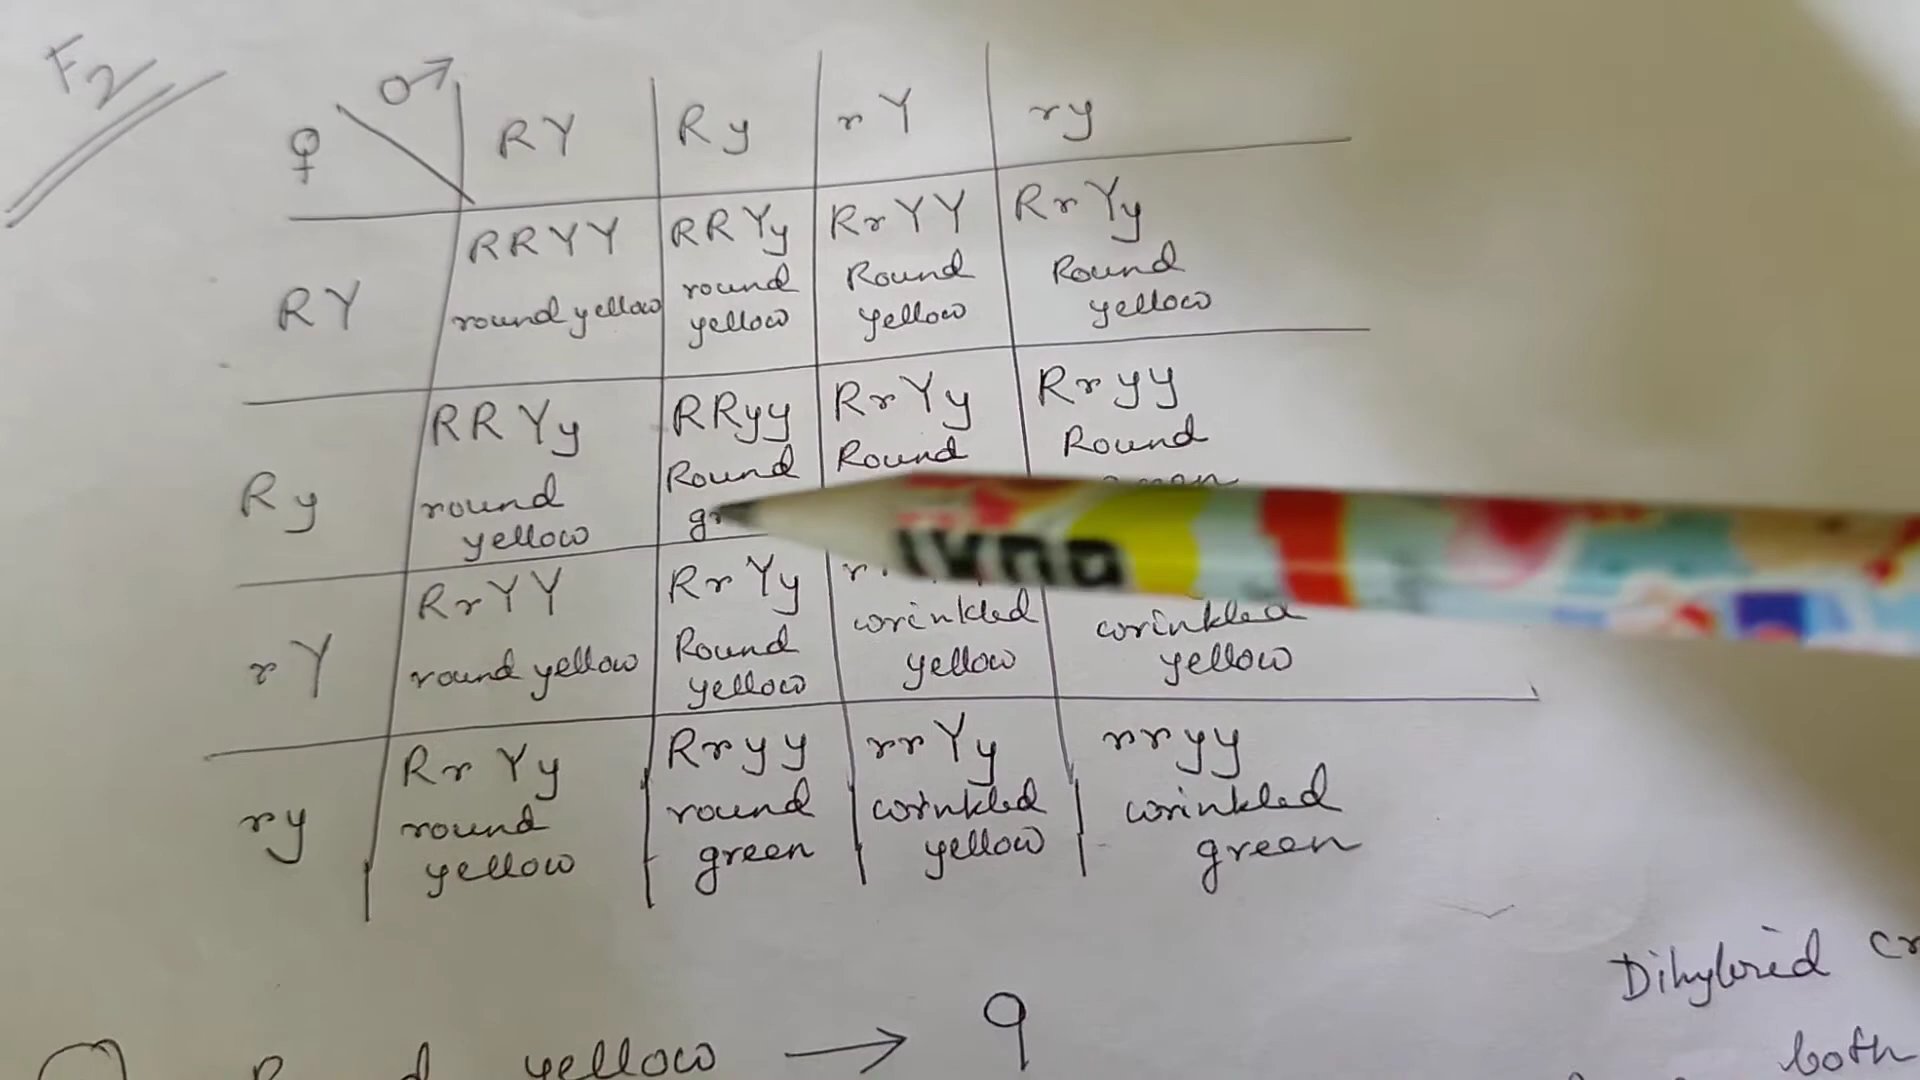 F2
♀ ♂ RY Ry rY ry
RY
RRYY
round yellow
RRYy
round
yellow
RrYY
Round
yellow
RrYy
Round
yellow
Ry
RRYy
round
yellow
RRyy
Round
RrYy
Round
Rryy
Round
rY
RrYY
round yellow
RrYy
Round
yellow
wrinkled
yellow
wrinkled
yellow
ry
RrYy
round
yellow
Rryy
round
green
rrYy
wrinkled
yellow
rryy
wrinkled
green
Dihybrid
yellow → 9
both